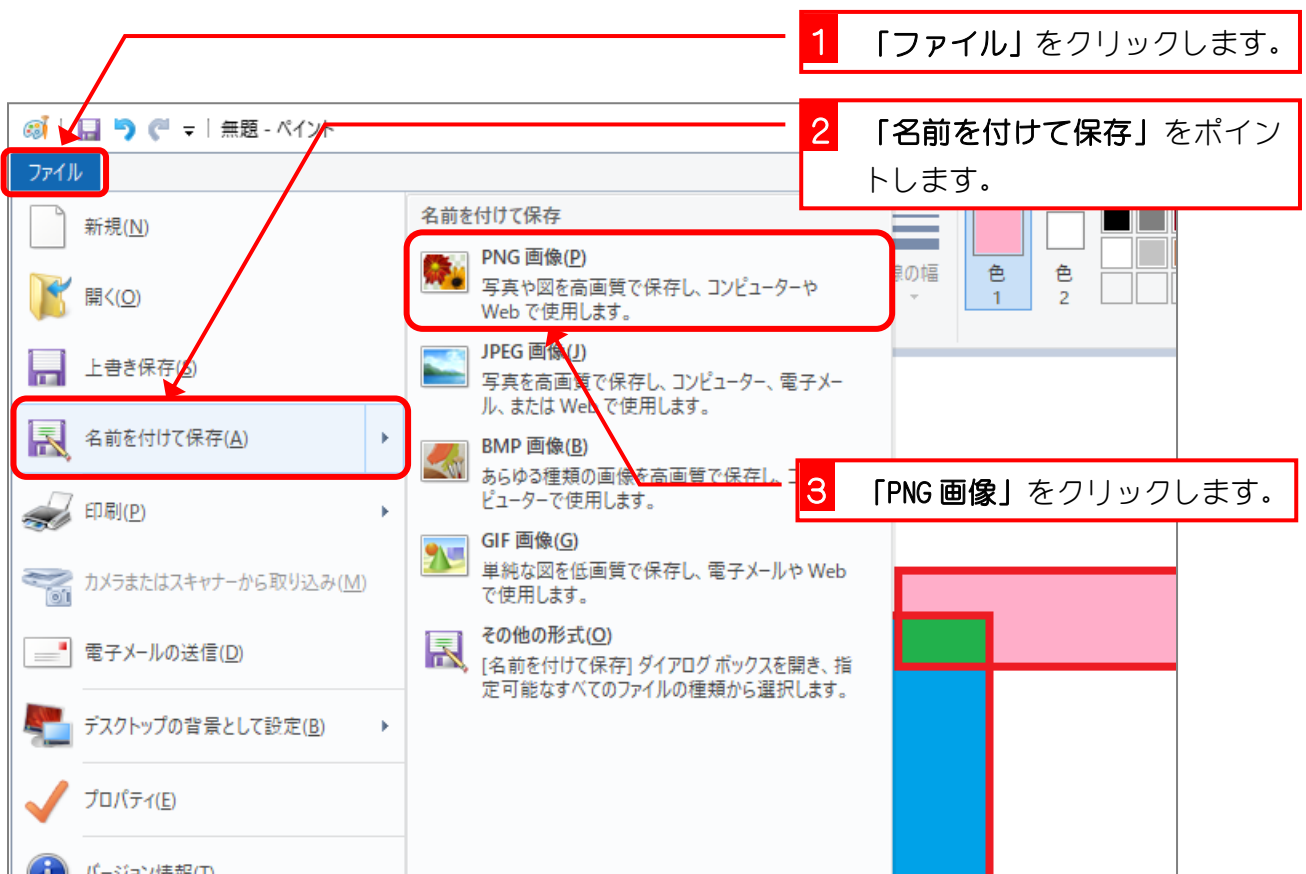 1 「ファイル」をクリックします。
2 「名前を付けて保存」をポイン
トします。
無題 - ペイント
ファイル
新規(N)
開く(O)
上書き保存(S)
名前を付けて保存(A)
印刷(P)
カメラまたはスキャナーから取り込み(M)
電子メールの送信(D)
デスクトップの背景として設定(B)
プロパティ(E)
バージョン情報(T)
名前を付けて保存
PNG 画像(P)
写真や図を高画質で保存し、コンピューターや
Web で使用します。
JPEG 画像(J)
写真を高画質で保存し、コンピューター、電子メー
ル、または Web で使用します。
BMP 画像(B)
あらゆる種類の画像を高画質で保存し、コ
ピューターで使用します。
GIF 画像(G)
単純な図を低画質で保存し、電子メールや Web
で使用します。
その他の形式(O)
[名前を付けて保存] ダイアログ ボックスを開き、指
定可能なすべてのファイルの種類から選択します。
の幅
色
1
色
2
3 「PNG 画像」をクリックします。